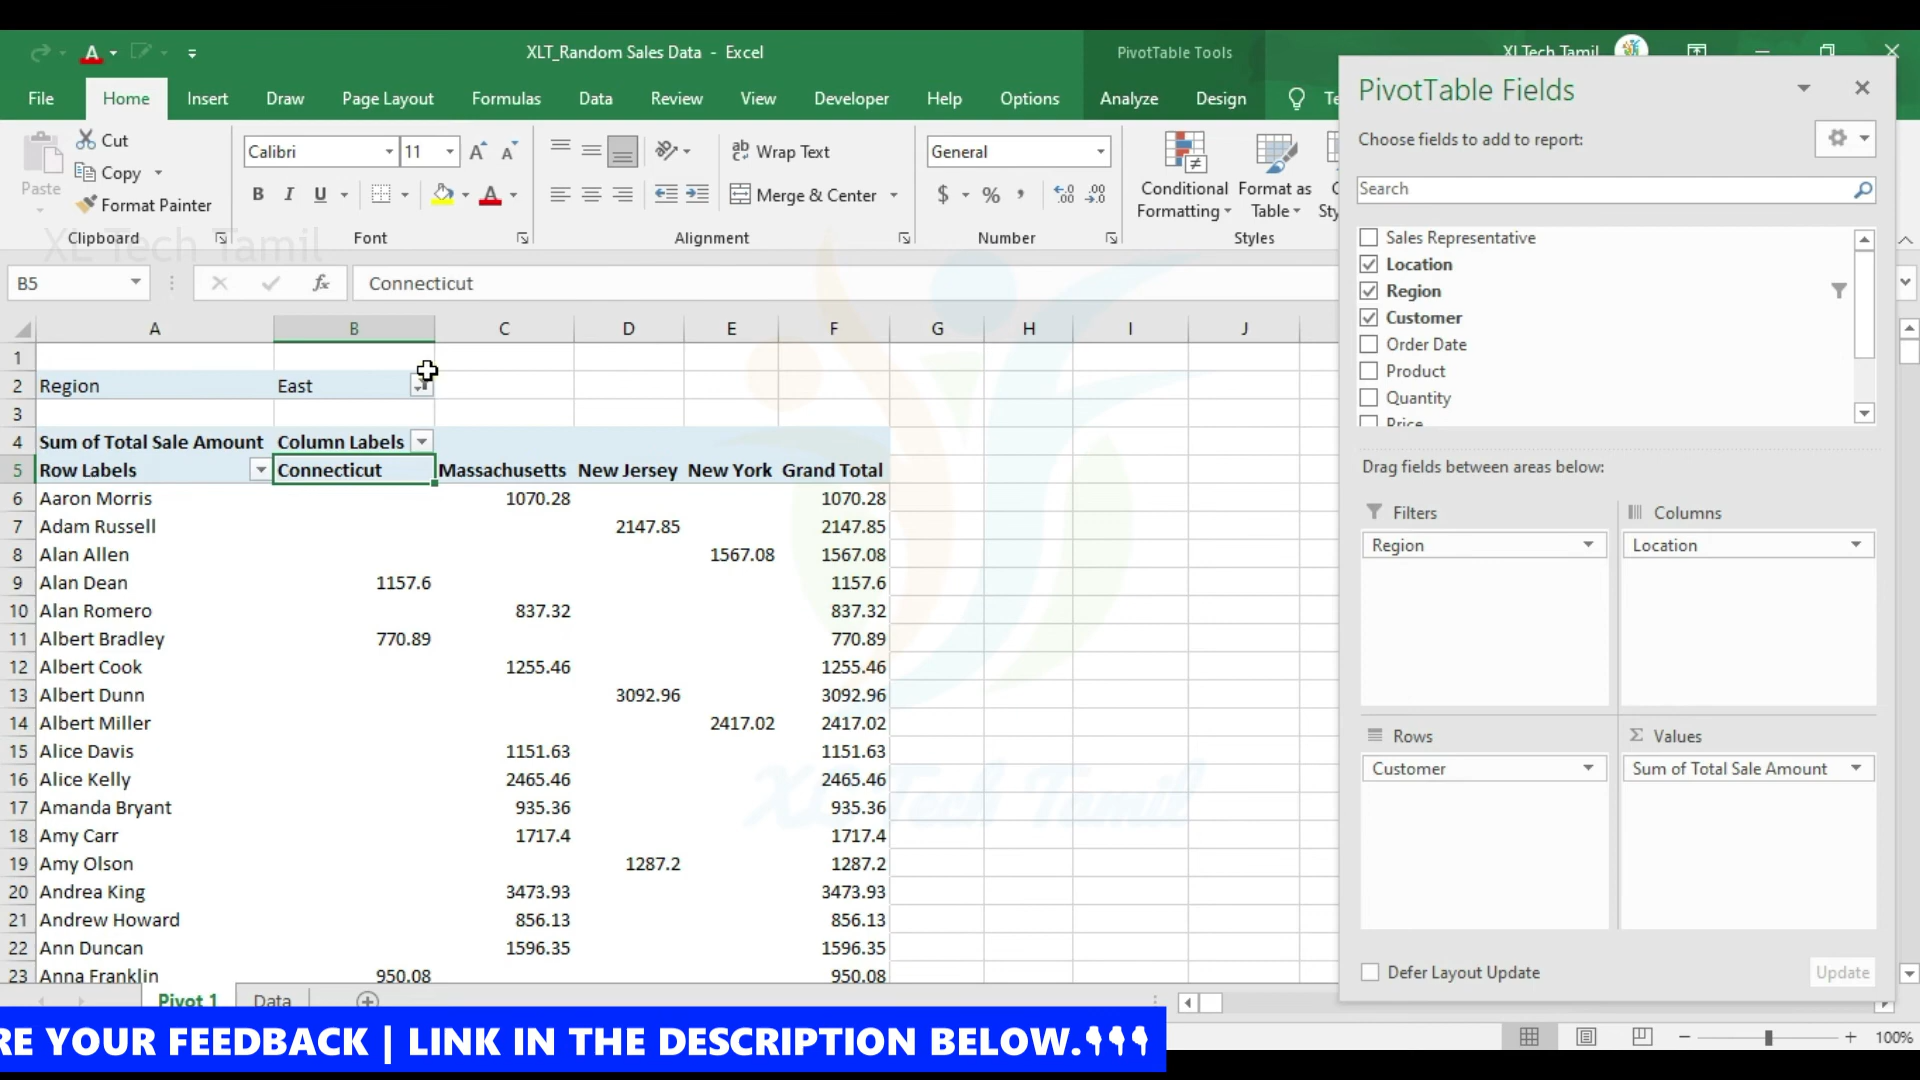 XLT_Random Sales Data - Excel
PivotTable Tools
XLTech Tamil
File Home Insert Draw Page Layout Formulas Data Review View Developer Help Options Analyze Design
PivotTable Fields
Choose fields to add to report:
Search
Sales Representative
Location
Region
Customer
Order Date
Product
Quantity
Price
Drag fields between areas below:
Filters
Columns
Region
Location
Rows
Values
Customer
Sum of Total Sale Amount
Defer Layout Update
Update
Paste
Cut
Copy
Format Painter
Clipboard
Calibri 11
B I U
Font
Wrap Text
Merge & Center
Alignment
General
$ % ,
Number
Conditional Formatting
Format as Table
Styles
XL Tech Tamil
B5
fx
Connecticut
A B C D E F G H I J
1
2 Region East
3
4 Sum of Total Sale Amount Column Labels
5 Row Labels Connecticut Massachusetts New Jersey New York Grand Total
6 Aaron Morris 1070.28 1070.28
7 Adam Russell 2147.85 2147.85
8 Alan Allen 1567.08 1567.08
9 Alan Dean 1157.6 1157.6
10 Alan Romero 837.32 837.32
11 Albert Bradley 770.89 770.89
12 Albert Cook 1255.46 1255.46
13 Albert Dunn 3092.96 3092.96
14 Albert Miller 2417.02 2417.02
15 Alice Davis 1151.63 1151.63
16 Alice Kelly 2465.46 2465.46
17 Amanda Bryant 935.36 935.36
18 Amy Carr 1717.4 1717.4
19 Amy Olson 1287.2 1287.2
20 Andrea King 3473.93 3473.93
21 Andrew Howard 856.13 856.13
22 Ann Duncan 1596.35 1596.35
23 Anna Franklin 950.08 950.08
XL Tech Tamil
Pivot 1 Data
RE YOUR FEEDBACK | LINK IN THE DESCRIPTION BELOW.
100%